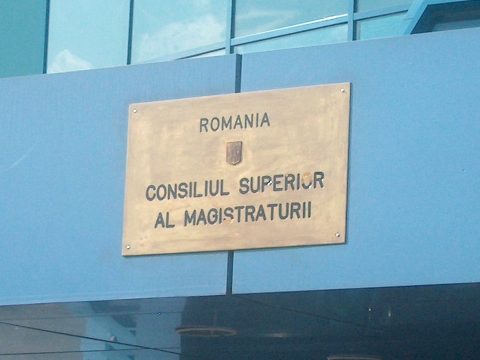 ROMANIA
CONSILIUL SUPERIOR
AL MAGISTRATURII